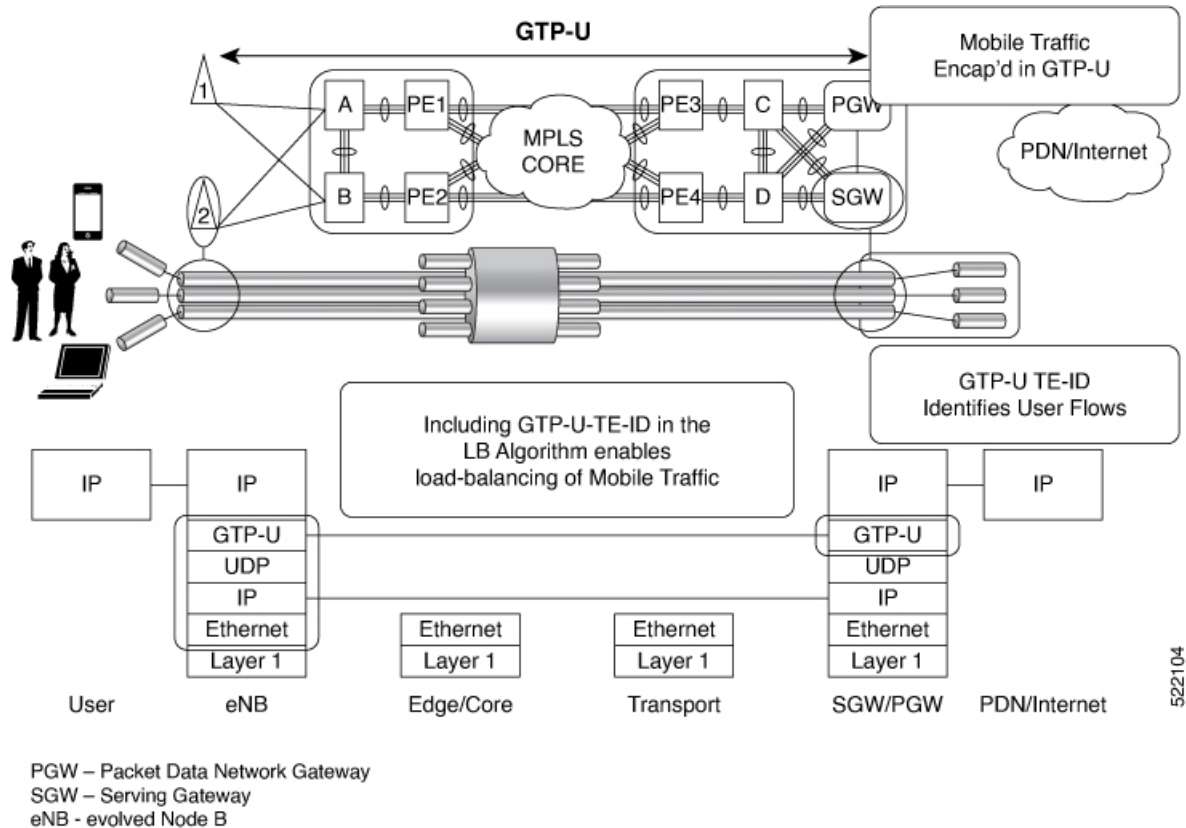 GTP-U
Mobile Traffic
Encap'd in GTP-U
1
A
PE1
MPLS
CORE
PE3
C
PGW
PDN/Internet
2
B
PE2
PE4
D
SGW
GTP-U TE-ID
Identifies User Flows
Including GTP-U-TE-ID in the
LB Algorithm enables
load-balancing of Mobile Traffic
IP
IP
IP
IP
GTP-U
GTP-U
UDP
UDP
IP
IP
Ethernet
Ethernet
Ethernet
Ethernet
Layer 1
Layer 1
Layer 1
Layer 1
User
eNB
Edge/Core
Transport
SGW/PGW
PDN/Internet
522104
PGW – Packet Data Network Gateway
SGW – Serving Gateway
eNB - evolved Node B